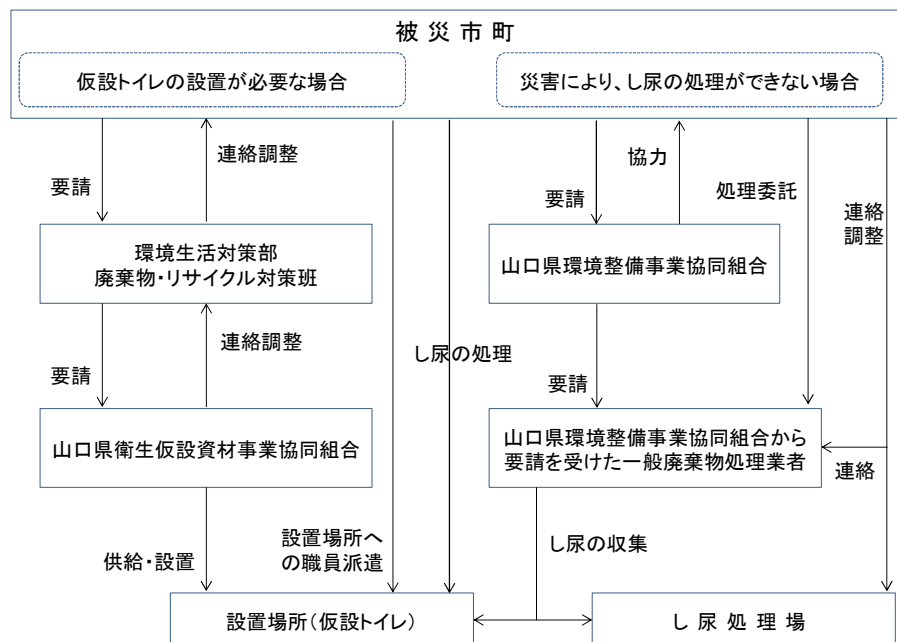 被災市町
仮設トイレの設置が必要な場合
災害により、し尿の処理ができない場合
要請
連絡調整
要請
協力
処理委託
連絡
調整
環境生活対策部
廃棄物・リサイクル対策班
山口県環境整備事業協同組合
要請
連絡調整
し尿の処理
要請
山口県衛生仮設資材事業協同組合
山口県環境整備事業協同組合から
要請を受けた一般廃棄物処理業者
連絡
供給・設置
設置場所へ
の職員派遣
し尿の収集
設置場所(仮設トイレ)
し尿処理場